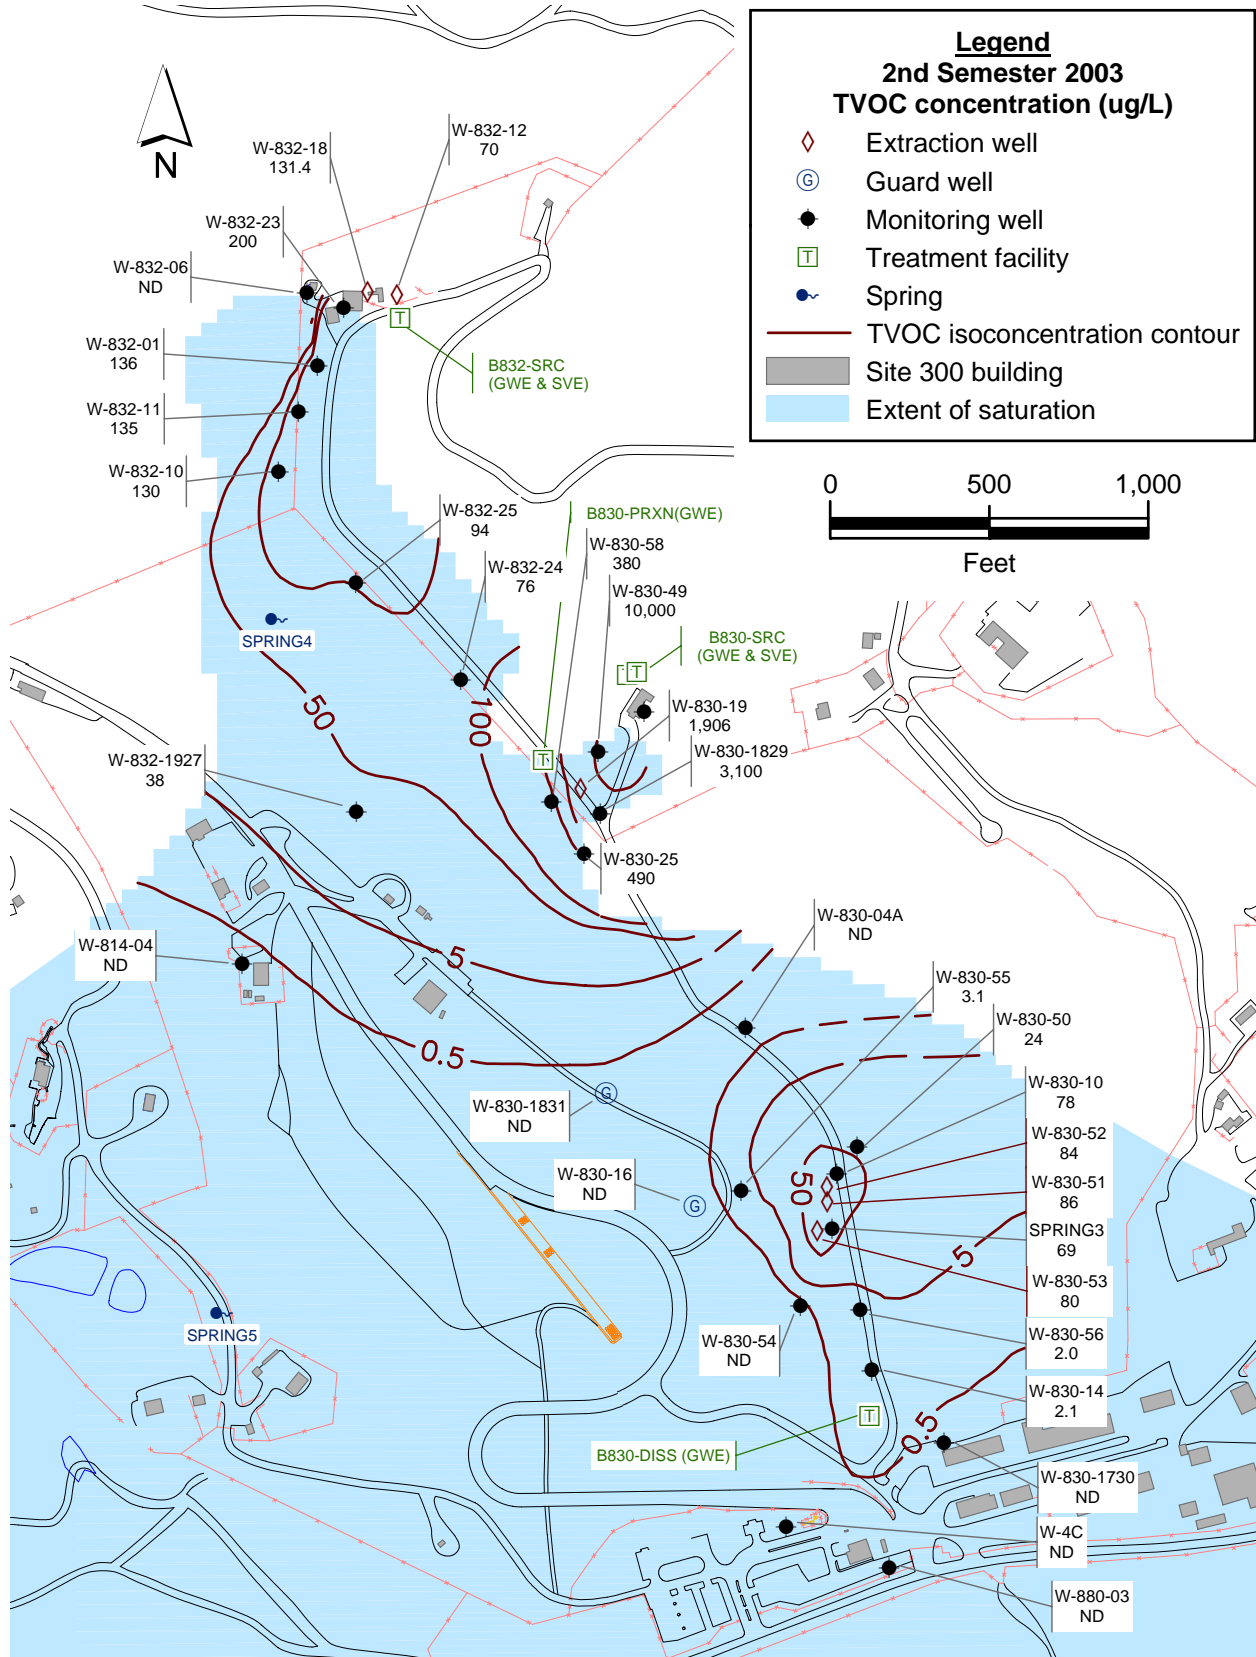 Legend
2nd Semester 2003
TVOC concentration (ug/L)
Extraction well
G
Guard well
Monitoring well
T
Treatment facility
Spring
TVOC isoconcentration contour
Site 300 building
Extent of saturation
0 500 1,000
Feet
N
W-832-12
70
W-832-18
131.4
W-832-23
200
W-832-06
ND
T
B832-SRC
(GWE & SVE)
W-832-01
136
W-832-11
135
W-832-10
130
W-832-25
94
B830-PRXN(GWE)
W-830-58
380
W-832-24
76
W-830-49
10,000
SPRING4
B830-SRC
(GWE & SVE)
T
50
100
W-830-19
1,906
W-832-1927
38
T
W-830-1829
3,100
W-830-25
490
W-830-04A
ND
W-814-04
ND
5
W-830-55
3.1
W-830-50
24
0.5
W-830-10
78
W-830-1831
ND
G
W-830-52
84
W-830-16
ND
G
50
W-830-51
86
SPRING3
69
5
W-830-53
80
SPRING5
W-830-54
ND
W-830-56
2.0
W-830-14
2.1
T
0.5
B830-DISS (GWE)
W-830-1730
ND
W-4C
ND
W-880-03
ND